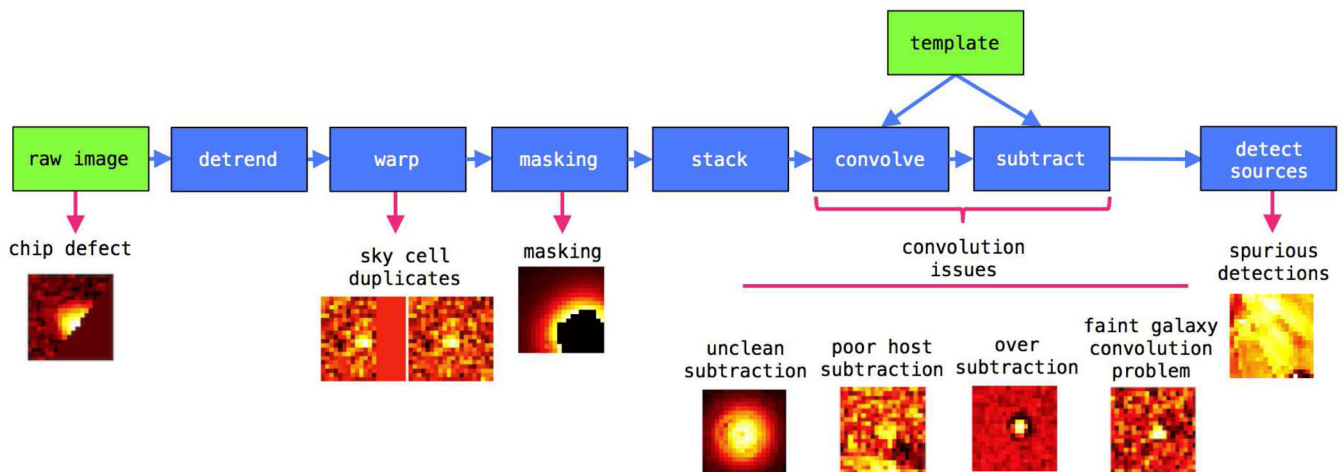 template
raw image
detrend
warp
masking
stack
convolve
subtract
detect
sources
chip defect
sky cell
duplicates
masking
convolution
issues
spurious
detections
unclean
subtraction
poor host
subtraction
over
subtraction
faint galaxy
convolution
problem